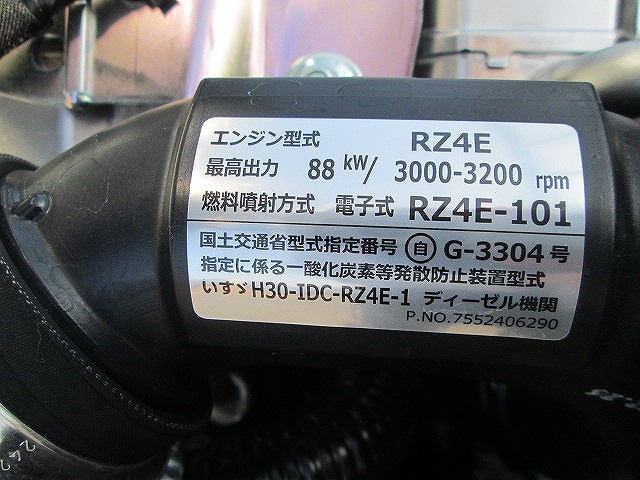 エンジン型式 RZ4E
最高出力 88 kW/ 3000-3200 rpm
燃料噴射方式 電子式 RZ4E-101
国土交通省型式指定番号 自 G-3304号
指定に係る一酸化炭素等発散防止装置型式
いすゞH30-IDC-RZ4E-1 ディーゼル機関
P.NO.7552406290